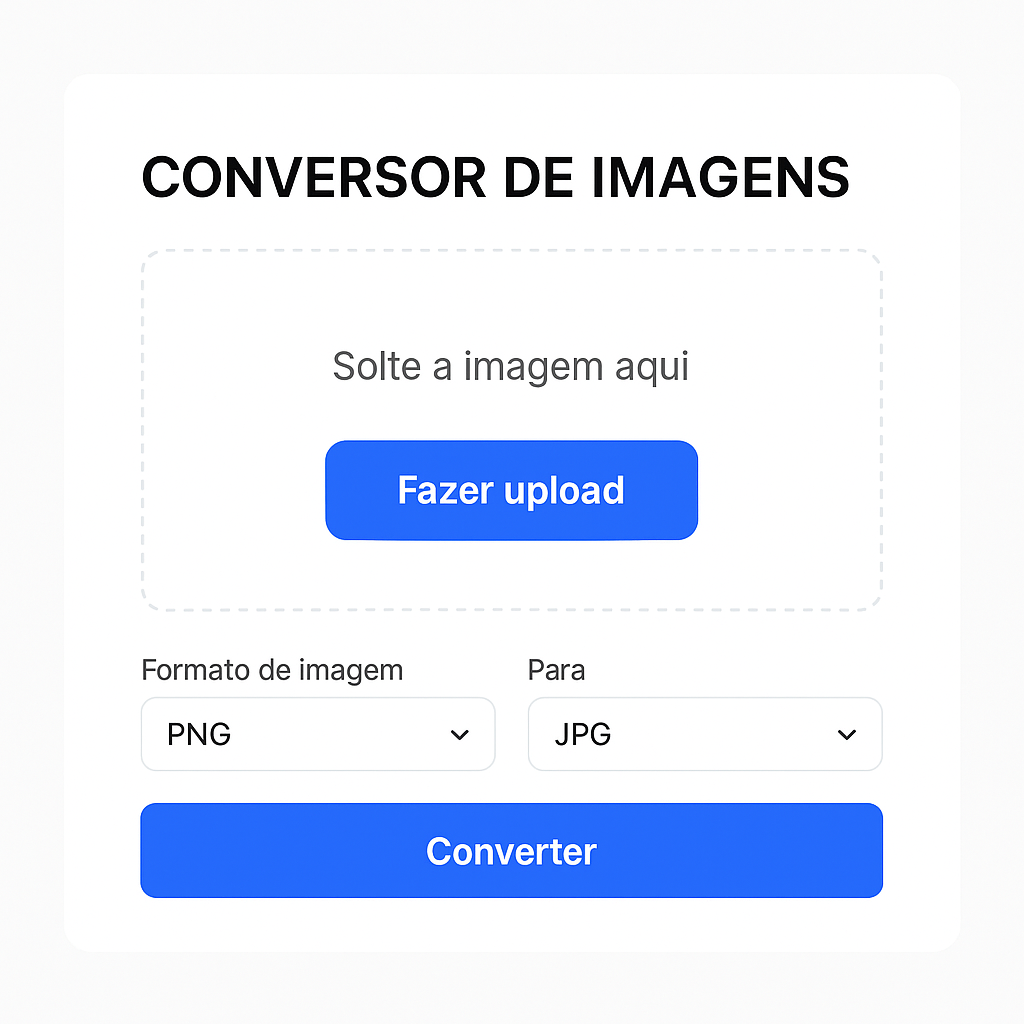 CONVERSOR DE IMAGENS
Solte a imagem aqui
Fazer upload
Formato de imagem
Para
PNG
JPG
Converter